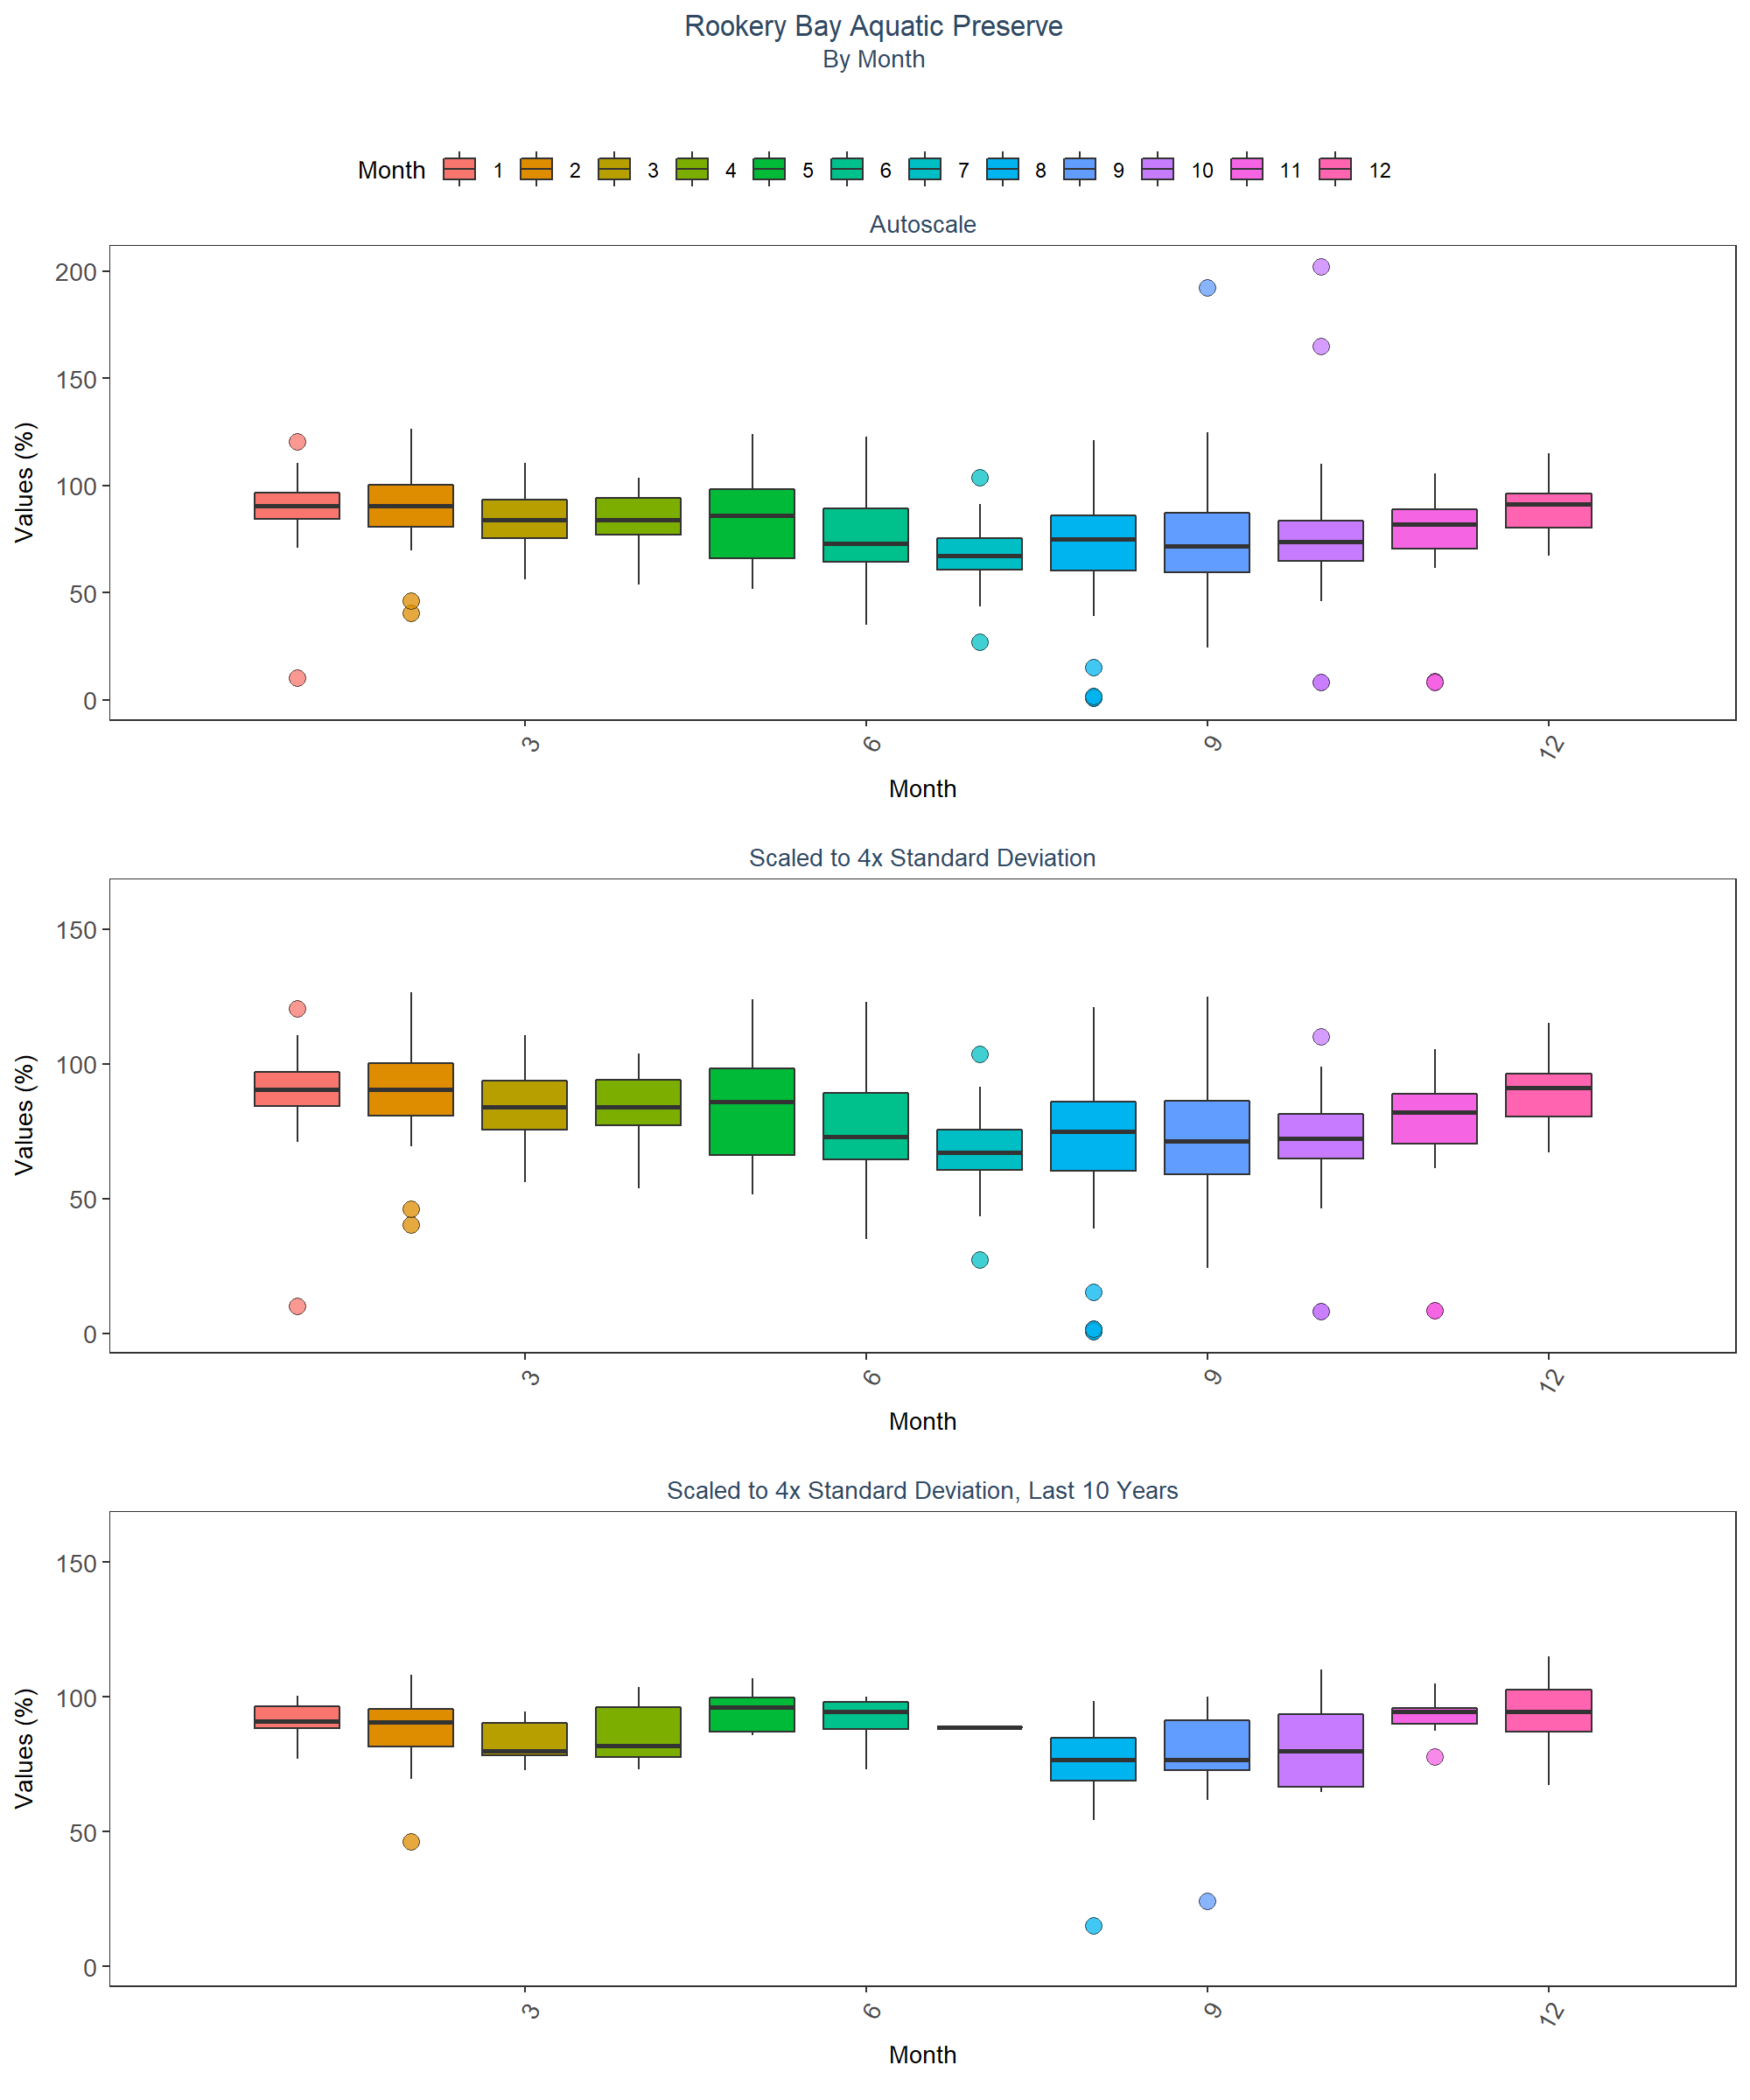 Rookery Bay Aquatic Preserve
By Month
Month 1 2 3 4 5 6 7 8 9 10 11 12
Autoscale
Values (%)
200
150
100
50
0
3 6 9 12
Month
Scaled to 4x Standard Deviation
Values (%)
150
100
50
0
3 6 9 12
Month
Scaled to 4x Standard Deviation, Last 10 Years
Values (%)
150
100
50
0
3 6 9 12
Month